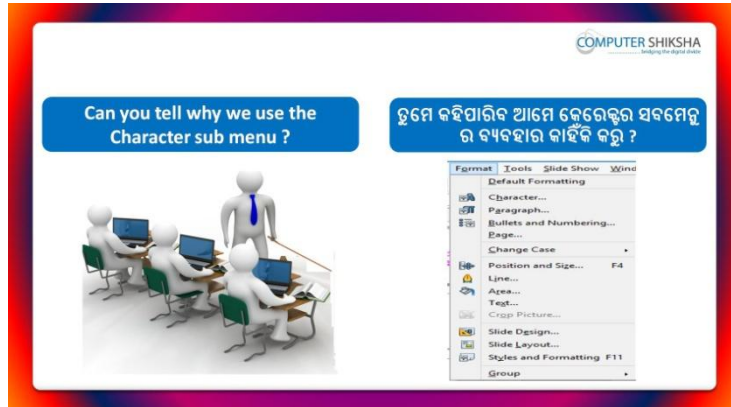 COMPUTER SHIKSHA
bridging the digital divide
Can you tell why we use the
Character sub menu ?
ତୁମେ କହିପାରିବ ଆମେ କେରେକ୍ଟର ସବମେନୁ
ର ବ୍ୟବହାର କାହିଁକି କରୁ ?
Format Tools Slide Show Wind
Default Formatting
Character...
Paragraph...
Bullets and Numbering...
Page...
Change Case
Position and Size... F4
Line...
Area...
Text...
Crop Picture...
Slide Design...
Slide Layout...
Styles and Formatting F11
Group